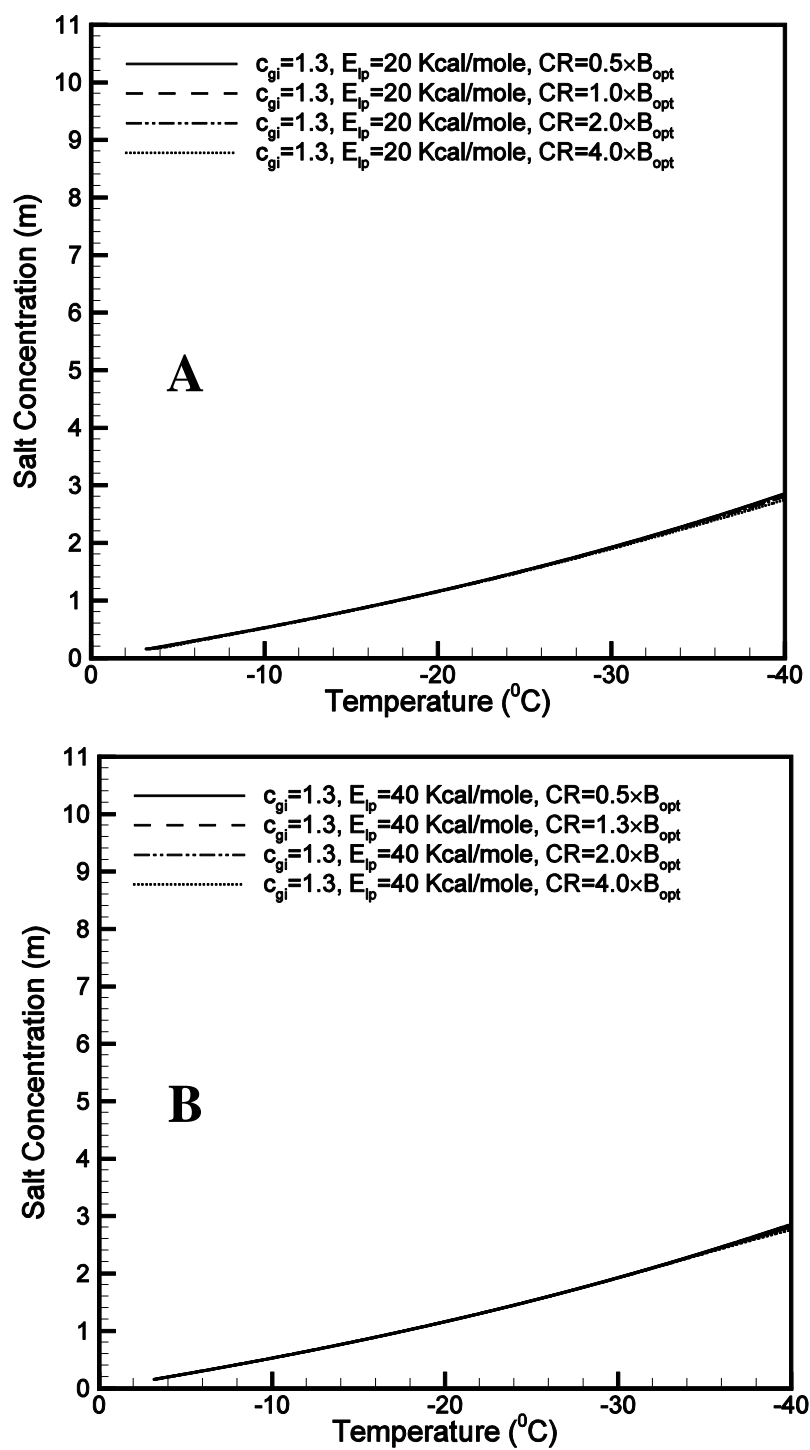 11
10
9
8
7
6
5
4
3
2
1
0
Salt Concentration (m)
c_gi=1.3, E_lp=20 Kcal/mole, CR=0.5×B_opt
c_gi=1.3, E_lp=20 Kcal/mole, CR=1.0×B_opt
c_gi=1.3, E_lp=20 Kcal/mole, CR=2.0×B_opt
c_gi=1.3, E_lp=20 Kcal/mole, CR=4.0×B_opt
A
0 -10 -20 -30 -40
Temperature (⁰C)
11
10
9
8
7
6
5
4
3
2
1
0
Salt Concentration (m)
c_gi=1.3, E_lp=40 Kcal/mole, CR=0.5×B_opt
c_gi=1.3, E_lp=40 Kcal/mole, CR=1.3×B_opt
c_gi=1.3, E_lp=40 Kcal/mole, CR=2.0×B_opt
c_gi=1.3, E_lp=40 Kcal/mole, CR=4.0×B_opt
B
0 -10 -20 -30 -40
Temperature (⁰C)